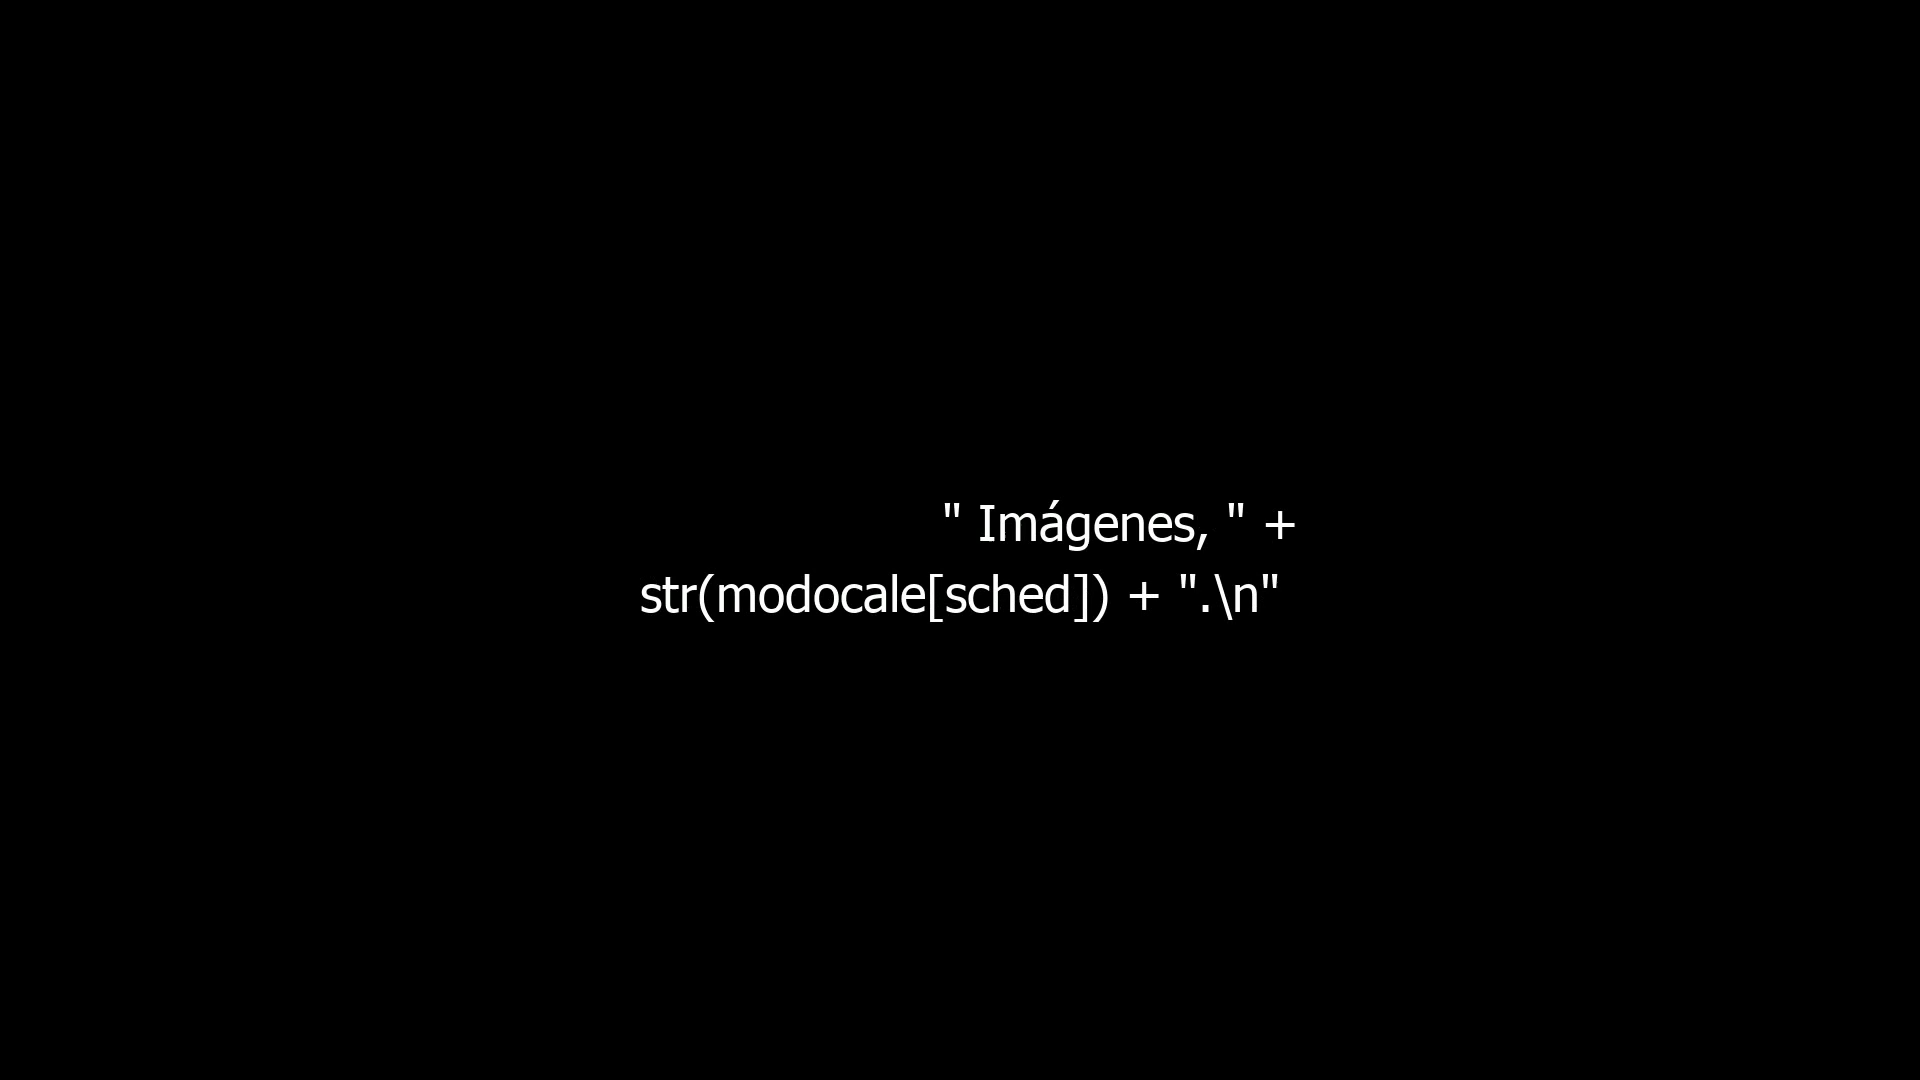 " Imágenes, " +
str(modocale[sched]) + ".\n"